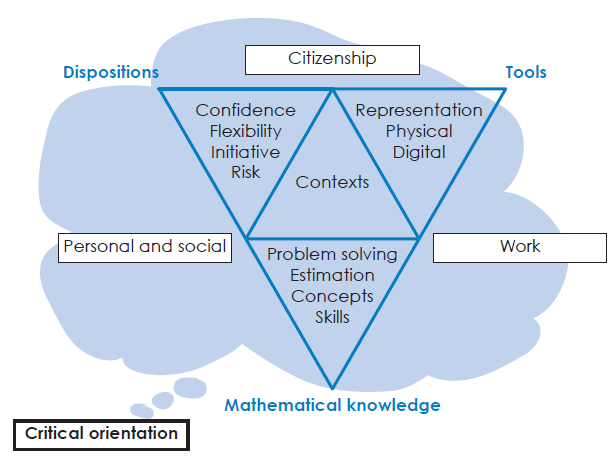 Citizenship
Dispositions
Tools
Confidence
Flexibility
Initiative
Risk
Representation
Physical
Digital
Contexts
Personal and social
Work
Problem solving
Estimation
Concepts
Skills
Mathematical knowledge
Critical orientation